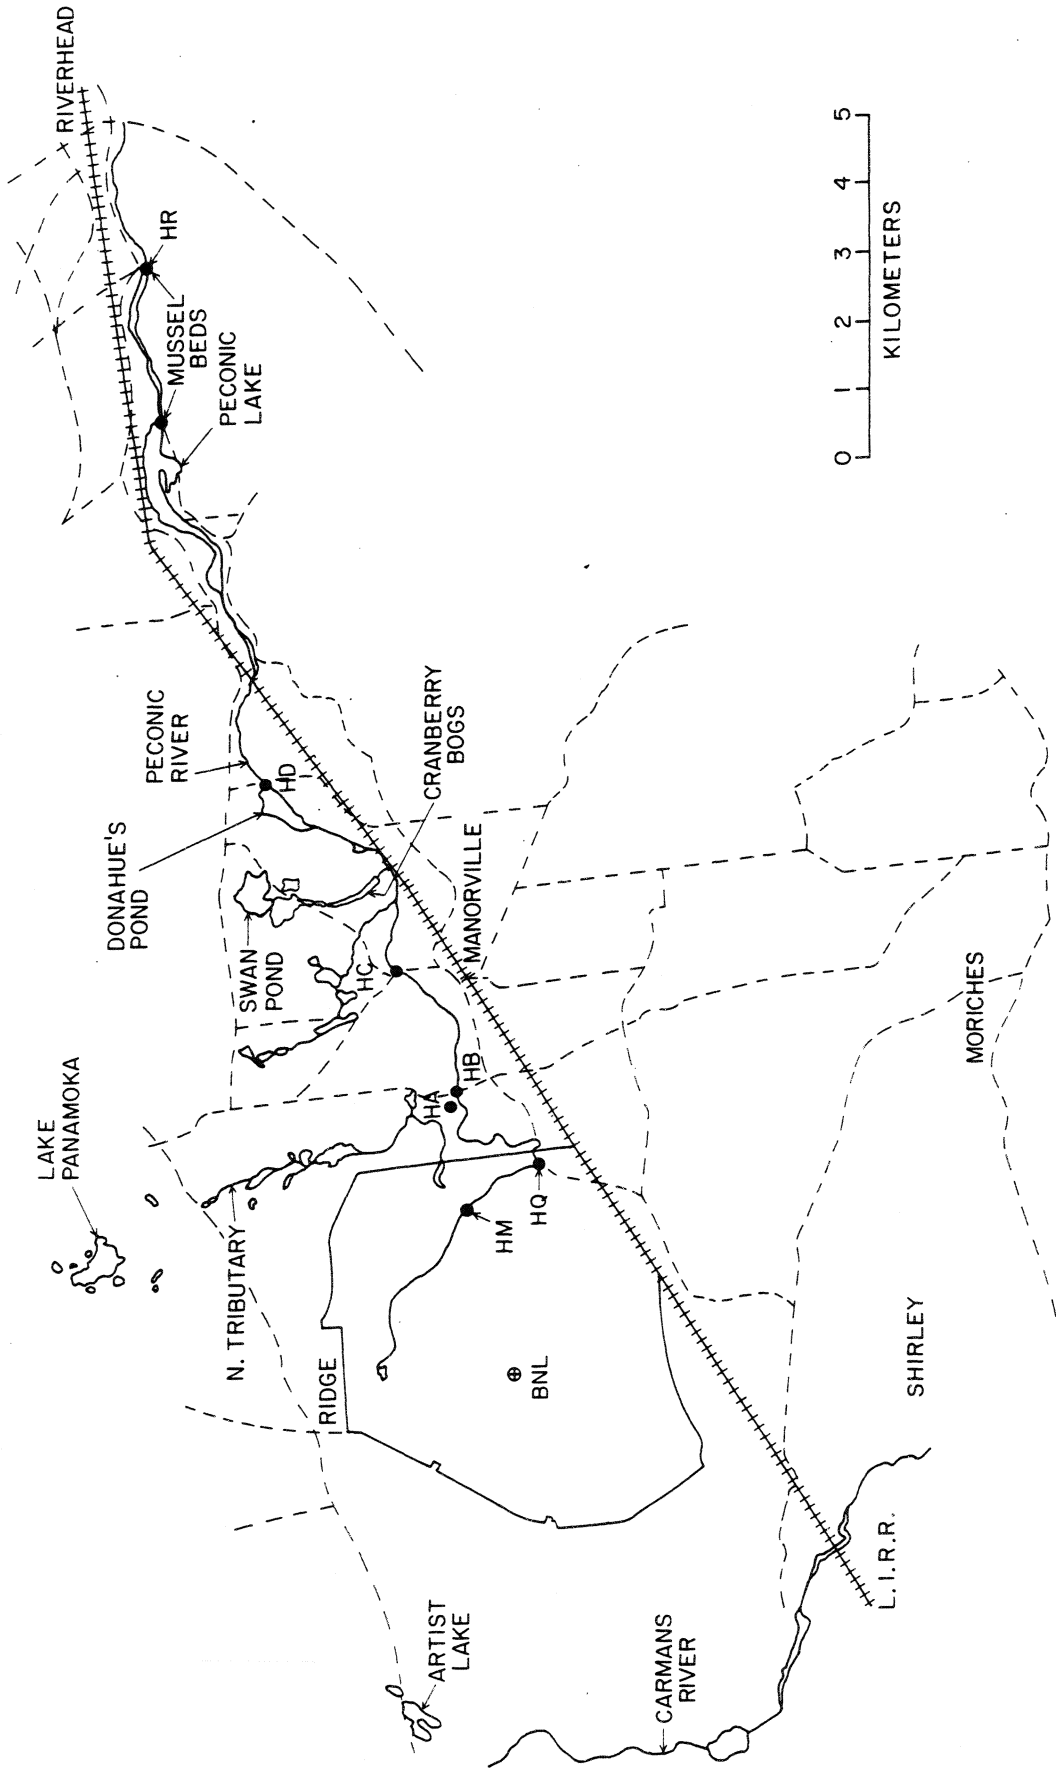 LAKE
PANAMOKA
RIVERHEAD
N. TRIBUTARY
SWAN
POND
DONAHUE'S
POND
PECONIC
RIVER
HR
MUSSEL
BEDS
PECONIC
LAKE
HD
RIDGE
HA
HB
HC
CRANBERRY
BOGS
ARTIST
LAKE
BNL
HM
HQ
MANORVILLE
CARMANS
RIVER
L.I.R.R.
SHIRLEY
MORICHES
0 1 2 3 4 5
KILOMETERS